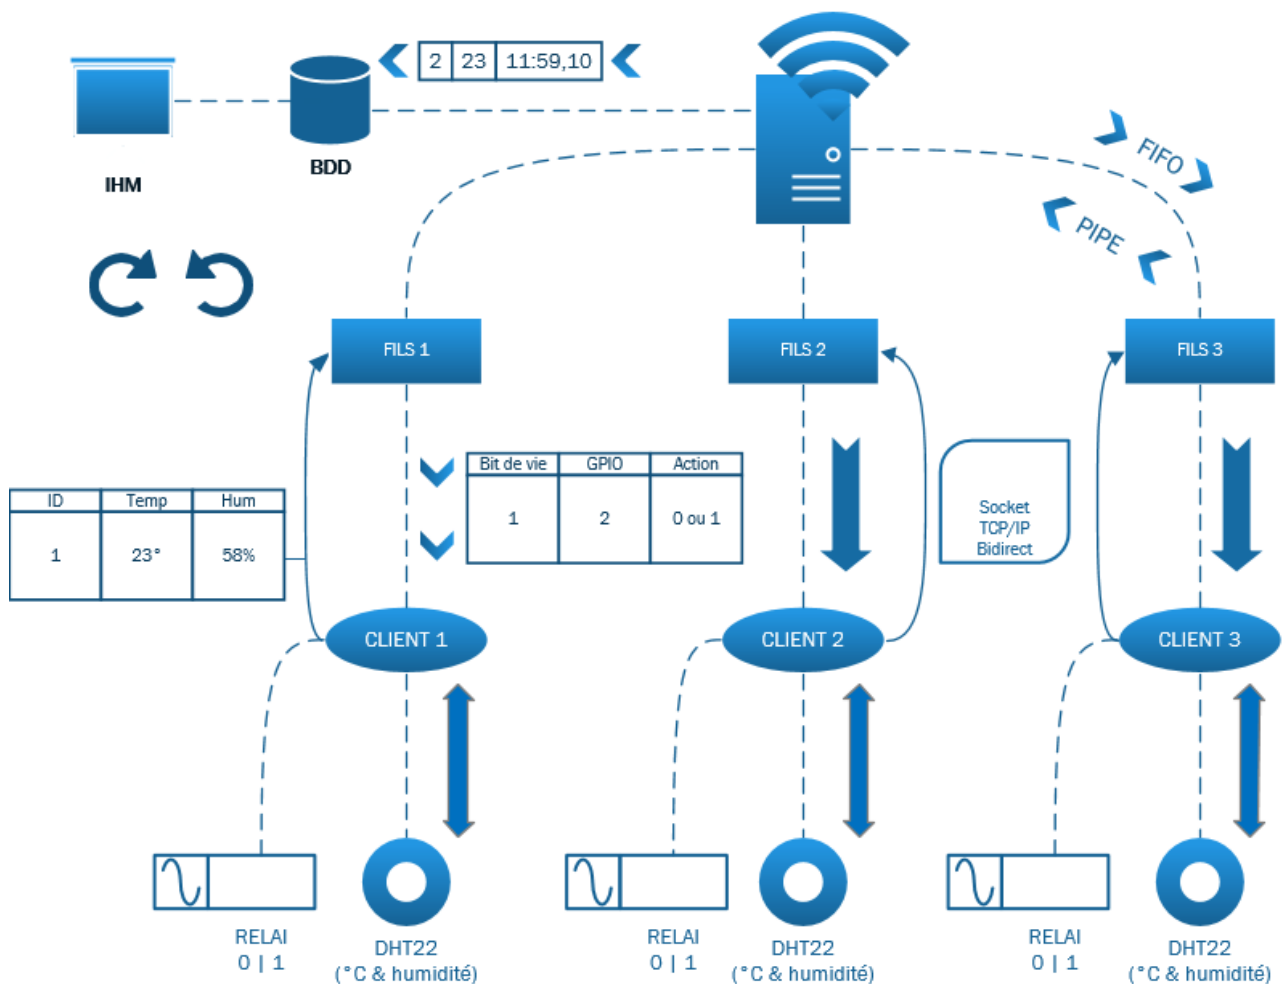 2 23 11:59,10
IHM
BDD
FIFO
PIPE
FILS 1
FILS 2
FILS 3
Bit de vie GPIO Action
1 2 0 ou 1
ID Temp Hum
1 23° 58%
Socket
TCP/IP
Bidirect
CLIENT 1
CLIENT 2
CLIENT 3
RELAI
0 | 1
DHT22
(°C & humidité)
RELAI
0 | 1
DHT22
(°C & humidité)
RELAI
0 | 1
DHT22
(°C & humidité)